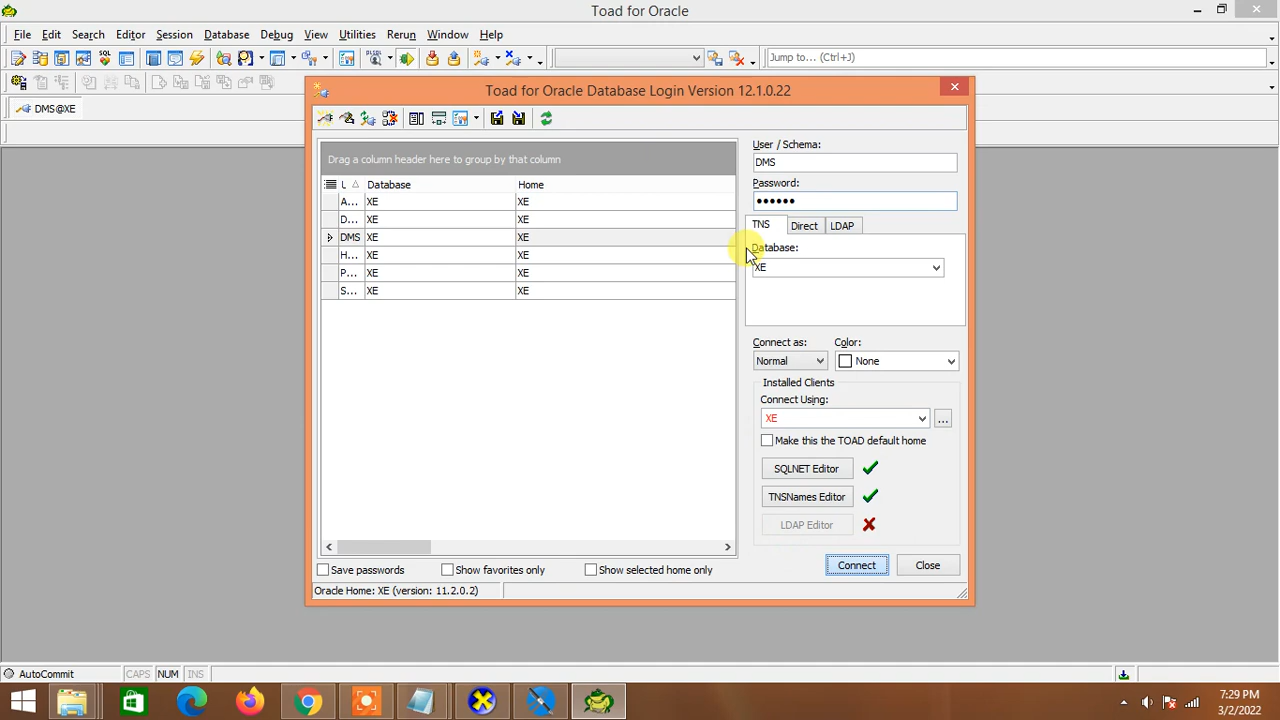 Toad for Oracle
File Edit Search Editor Session Database Debug View Utilities Rerun Window Help
SQL
PL/SQL
Jump to... (Ctrl+J)
DMS@XE
Toad for Oracle Database Login Version 12.1.0.22
Drag a column header here to group by that column
U Database Home
A... XE XE
D... XE XE
DMS XE XE
H... XE XE
P... XE XE
S... XE XE
User / Schema:
DMS
Password:
••••••
TNS Direct LDAP
Database:
XE
Connect as: Color:
Normal None
Installed Clients
Connect Using:
XE
...
Make this the TOAD default home
SQLNET Editor
TNSNames Editor
LDAP Editor
Connect Close
Save passwords Show favorites only Show selected home only
Oracle Home: XE (version: 11.2.0.2)
AutoCommit CAPS NUM INS
7:29 PM
3/2/2022